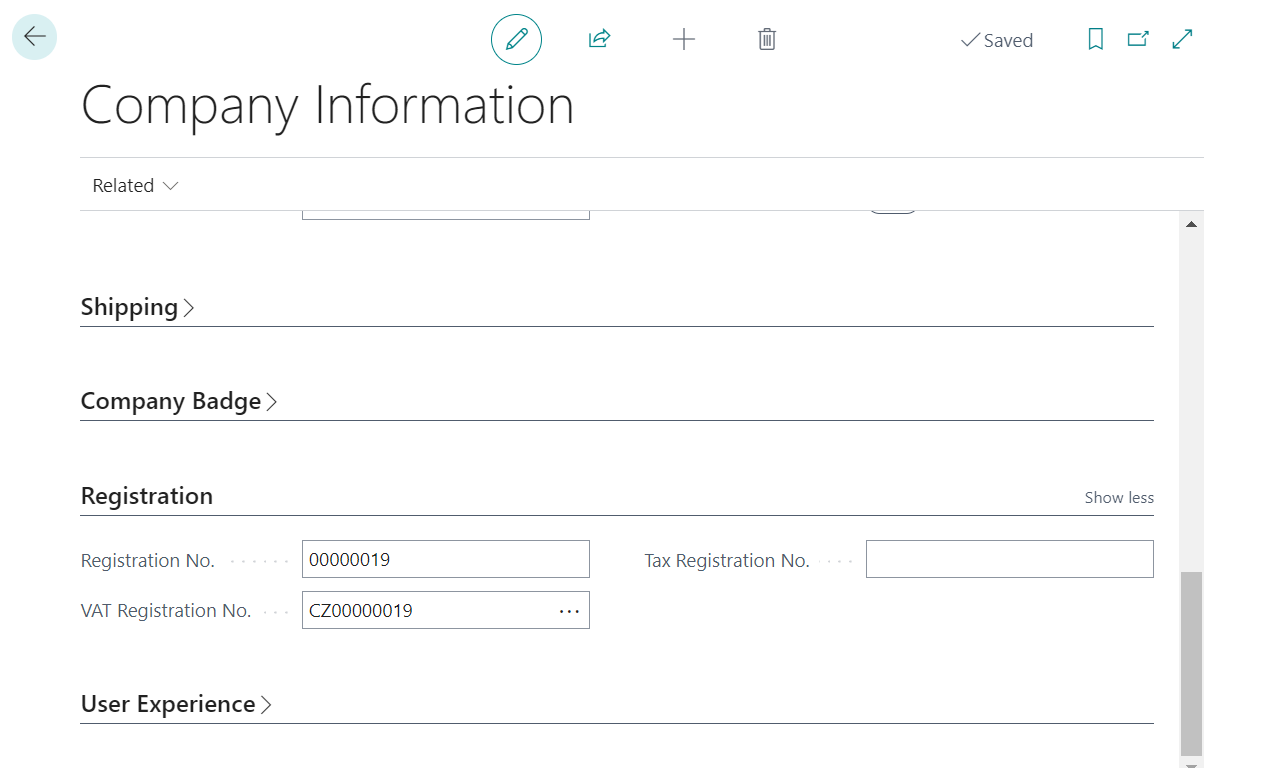 Saved
Company Information
Related
Shipping
Company Badge
Registration
Show less
Registration No. 00000019
Tax Registration No.
VAT Registration No. CZ00000019
User Experience